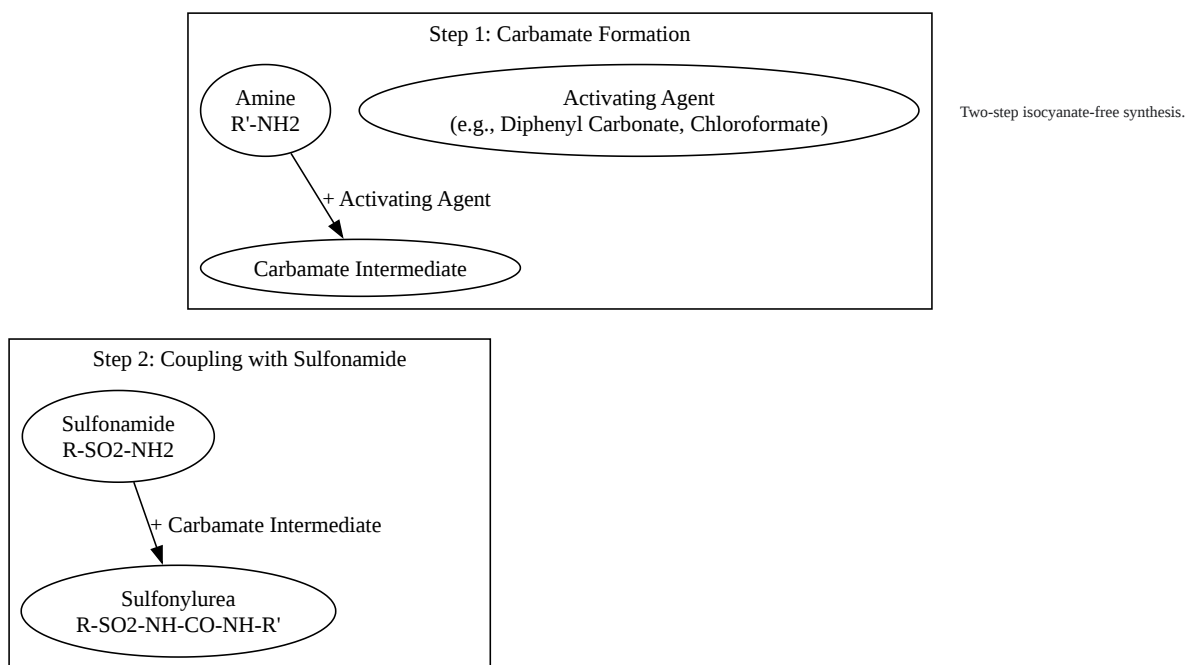 Step 1: Carbamate Formation
Amine
R'-NH2
Activating Agent
(e.g., Diphenyl Carbonate, Chloroformate)
Two-step isocyanate-free synthesis.
+ Activating Agent
Carbamate Intermediate
Step 2: Coupling with Sulfonamide
Sulfonamide
R-SO2-NH2
+ Carbamate Intermediate
Sulfonylurea
R-SO2-NH-CO-NH-R'